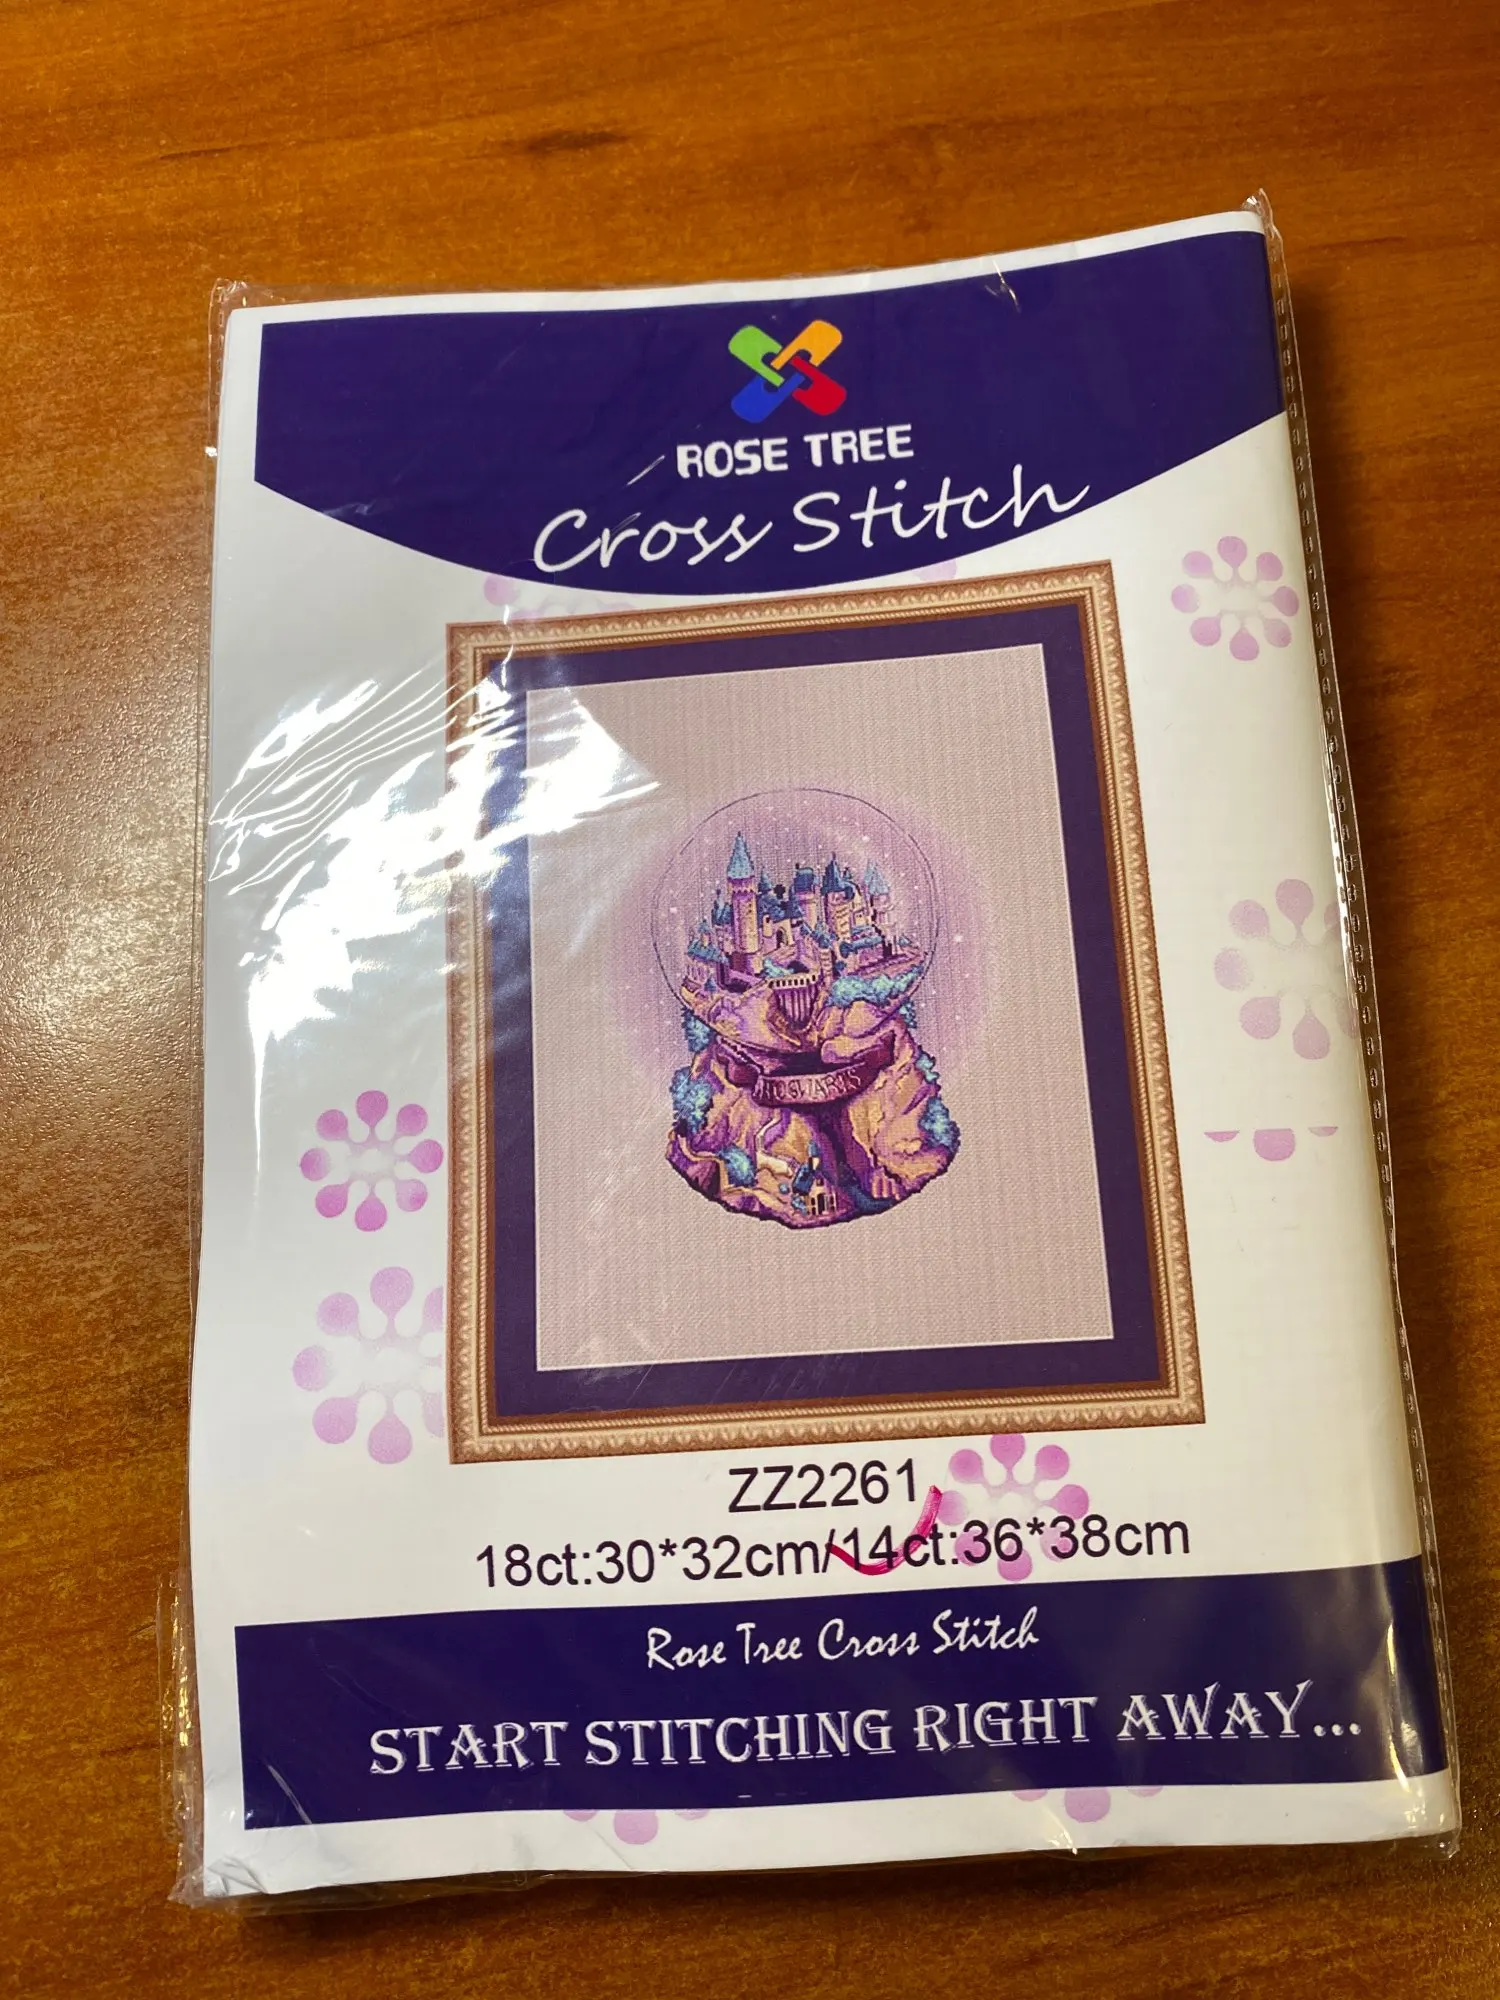 ROSE TREE
Cross Stitch
HOGWARTS
ZZ2261
18ct:30*32cm/14ct:36*38cm
Rose Tree Cross Stitch
START STITCHING RIGHT AWAY...